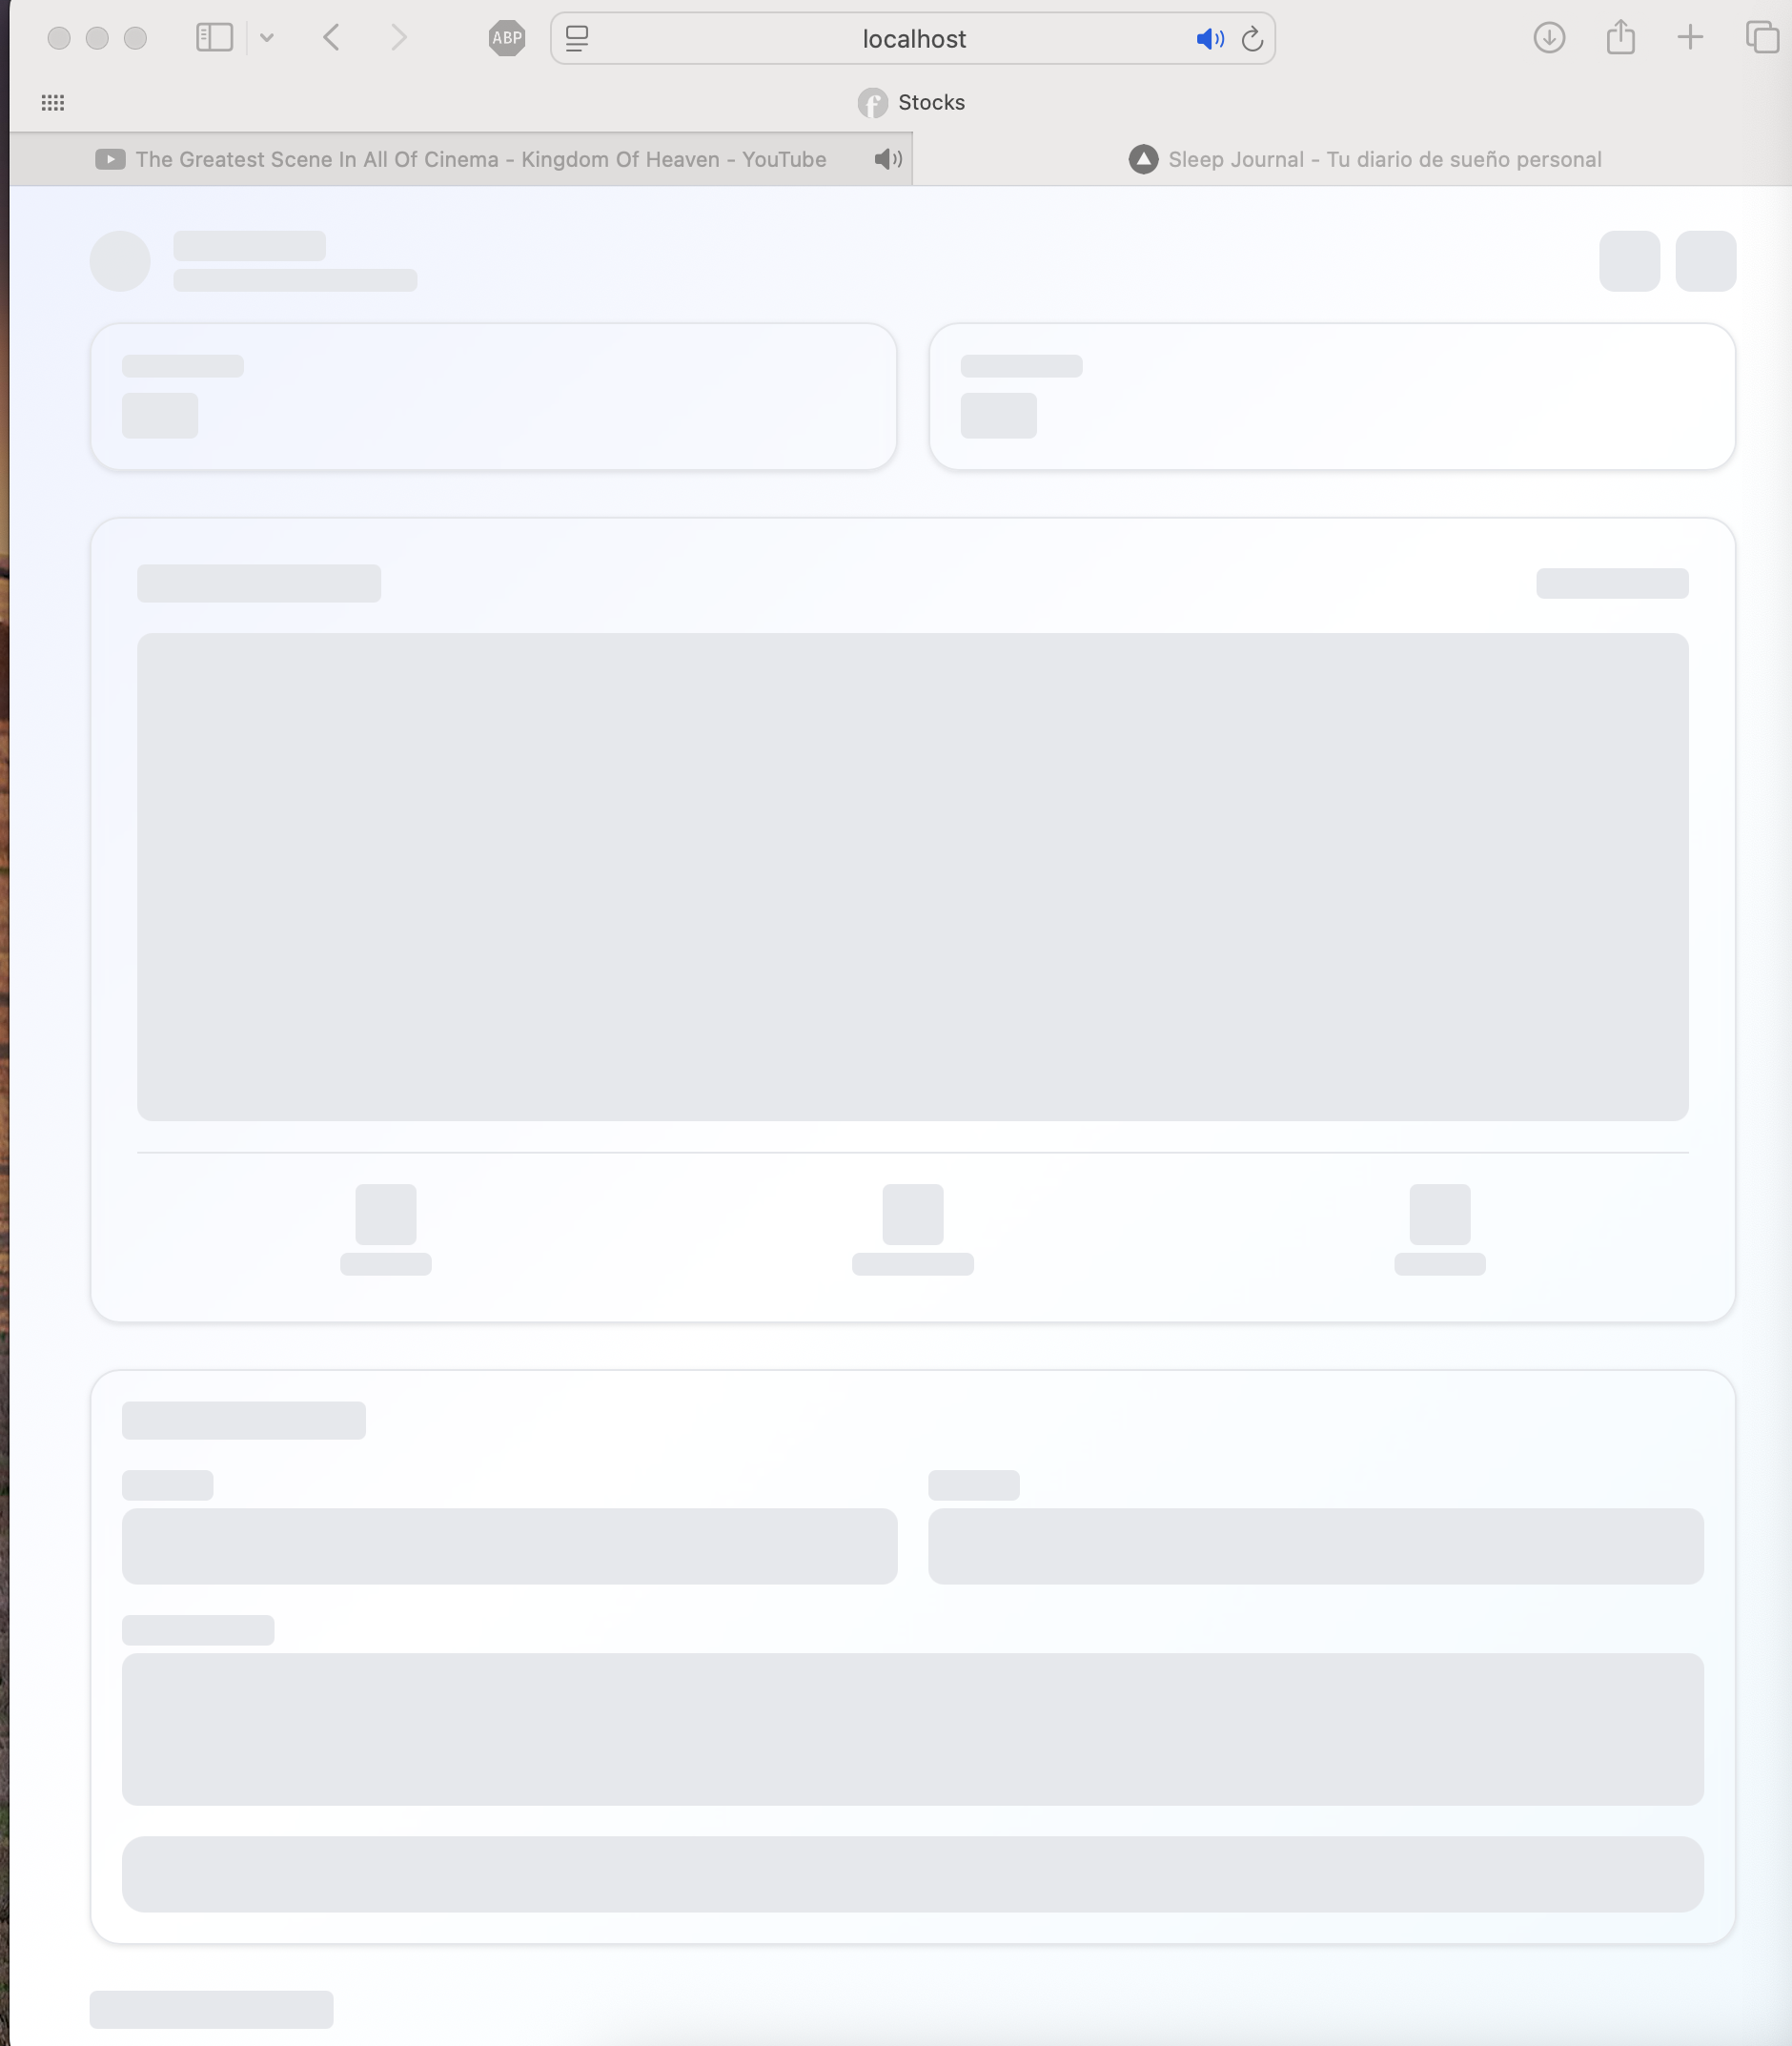 ABP
localhost
Stocks
The Greatest Scene In All Of Cinema - Kingdom Of Heaven - YouTube
Sleep Journal - Tu diario de sueño personal